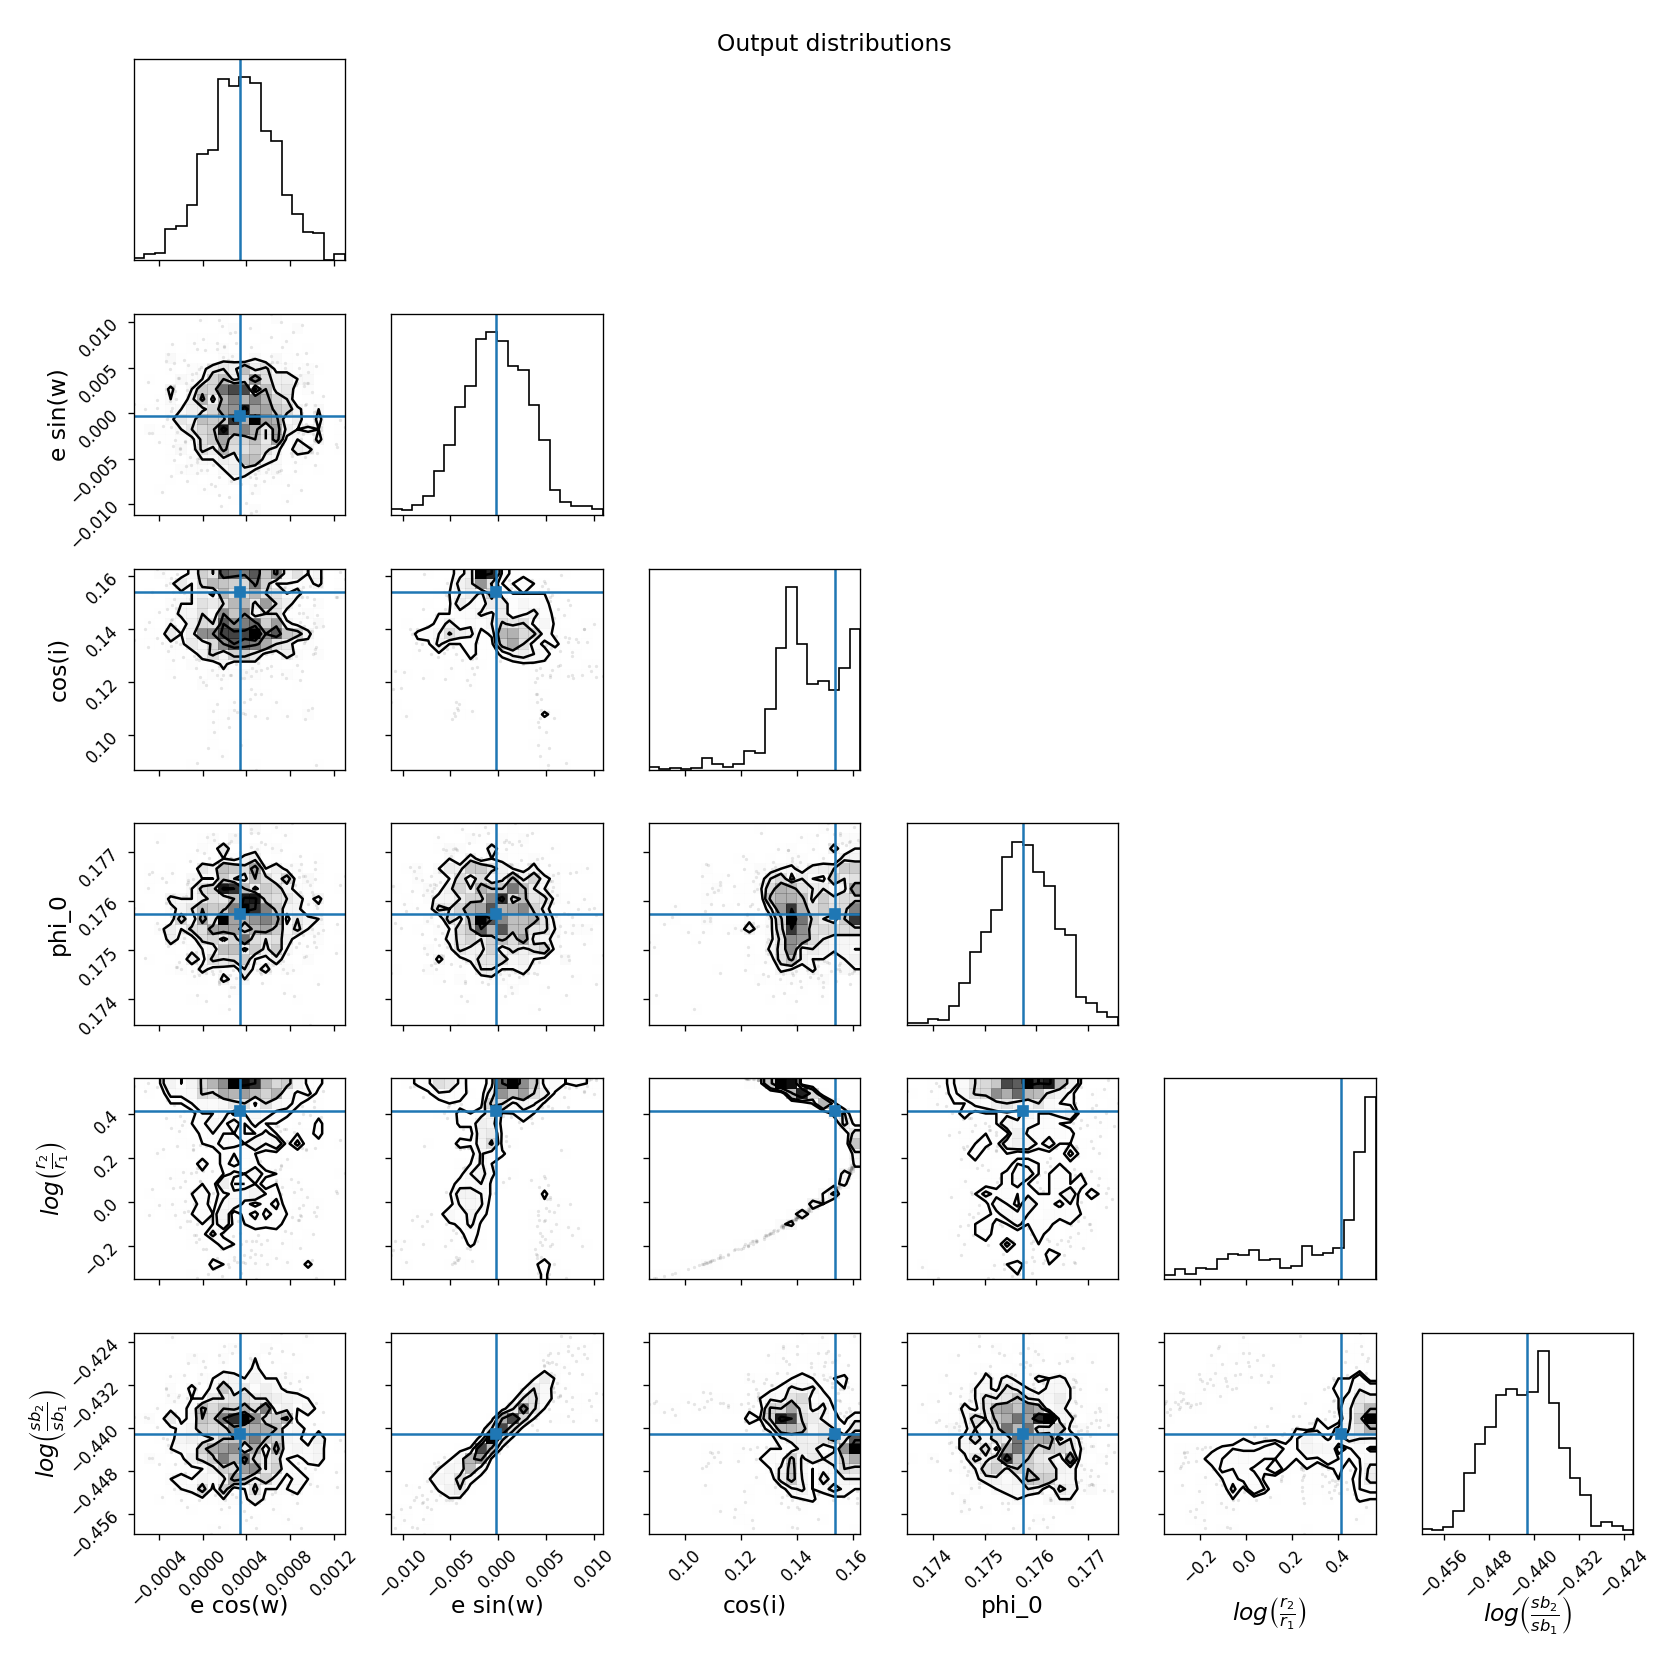 Output distributions
e sin(w)
0.010
0.005
0.000
−0.005
−0.010
cos(i)
0.16
0.14
0.12
0.10
phi_0
0.177
0.176
0.175
0.174
log(r₂/r₁)
0.4
0.2
0.0
−0.2
log(sb₂/sb₁)
−0.424
−0.432
−0.440
−0.448
−0.456
−0.0004 0.0000 0.0004 0.0008 0.0012
−0.010 −0.005 0.000 0.005 0.010
0.10 0.12 0.14 0.16
0.174 0.175 0.176 0.177
−0.2 0.0 0.2 0.4
−0.456 −0.448 −0.440 −0.432 −0.424
e cos(w)
e sin(w)
cos(i)
phi_0
log(r₂/r₁)
log(sb₂/sb₁)